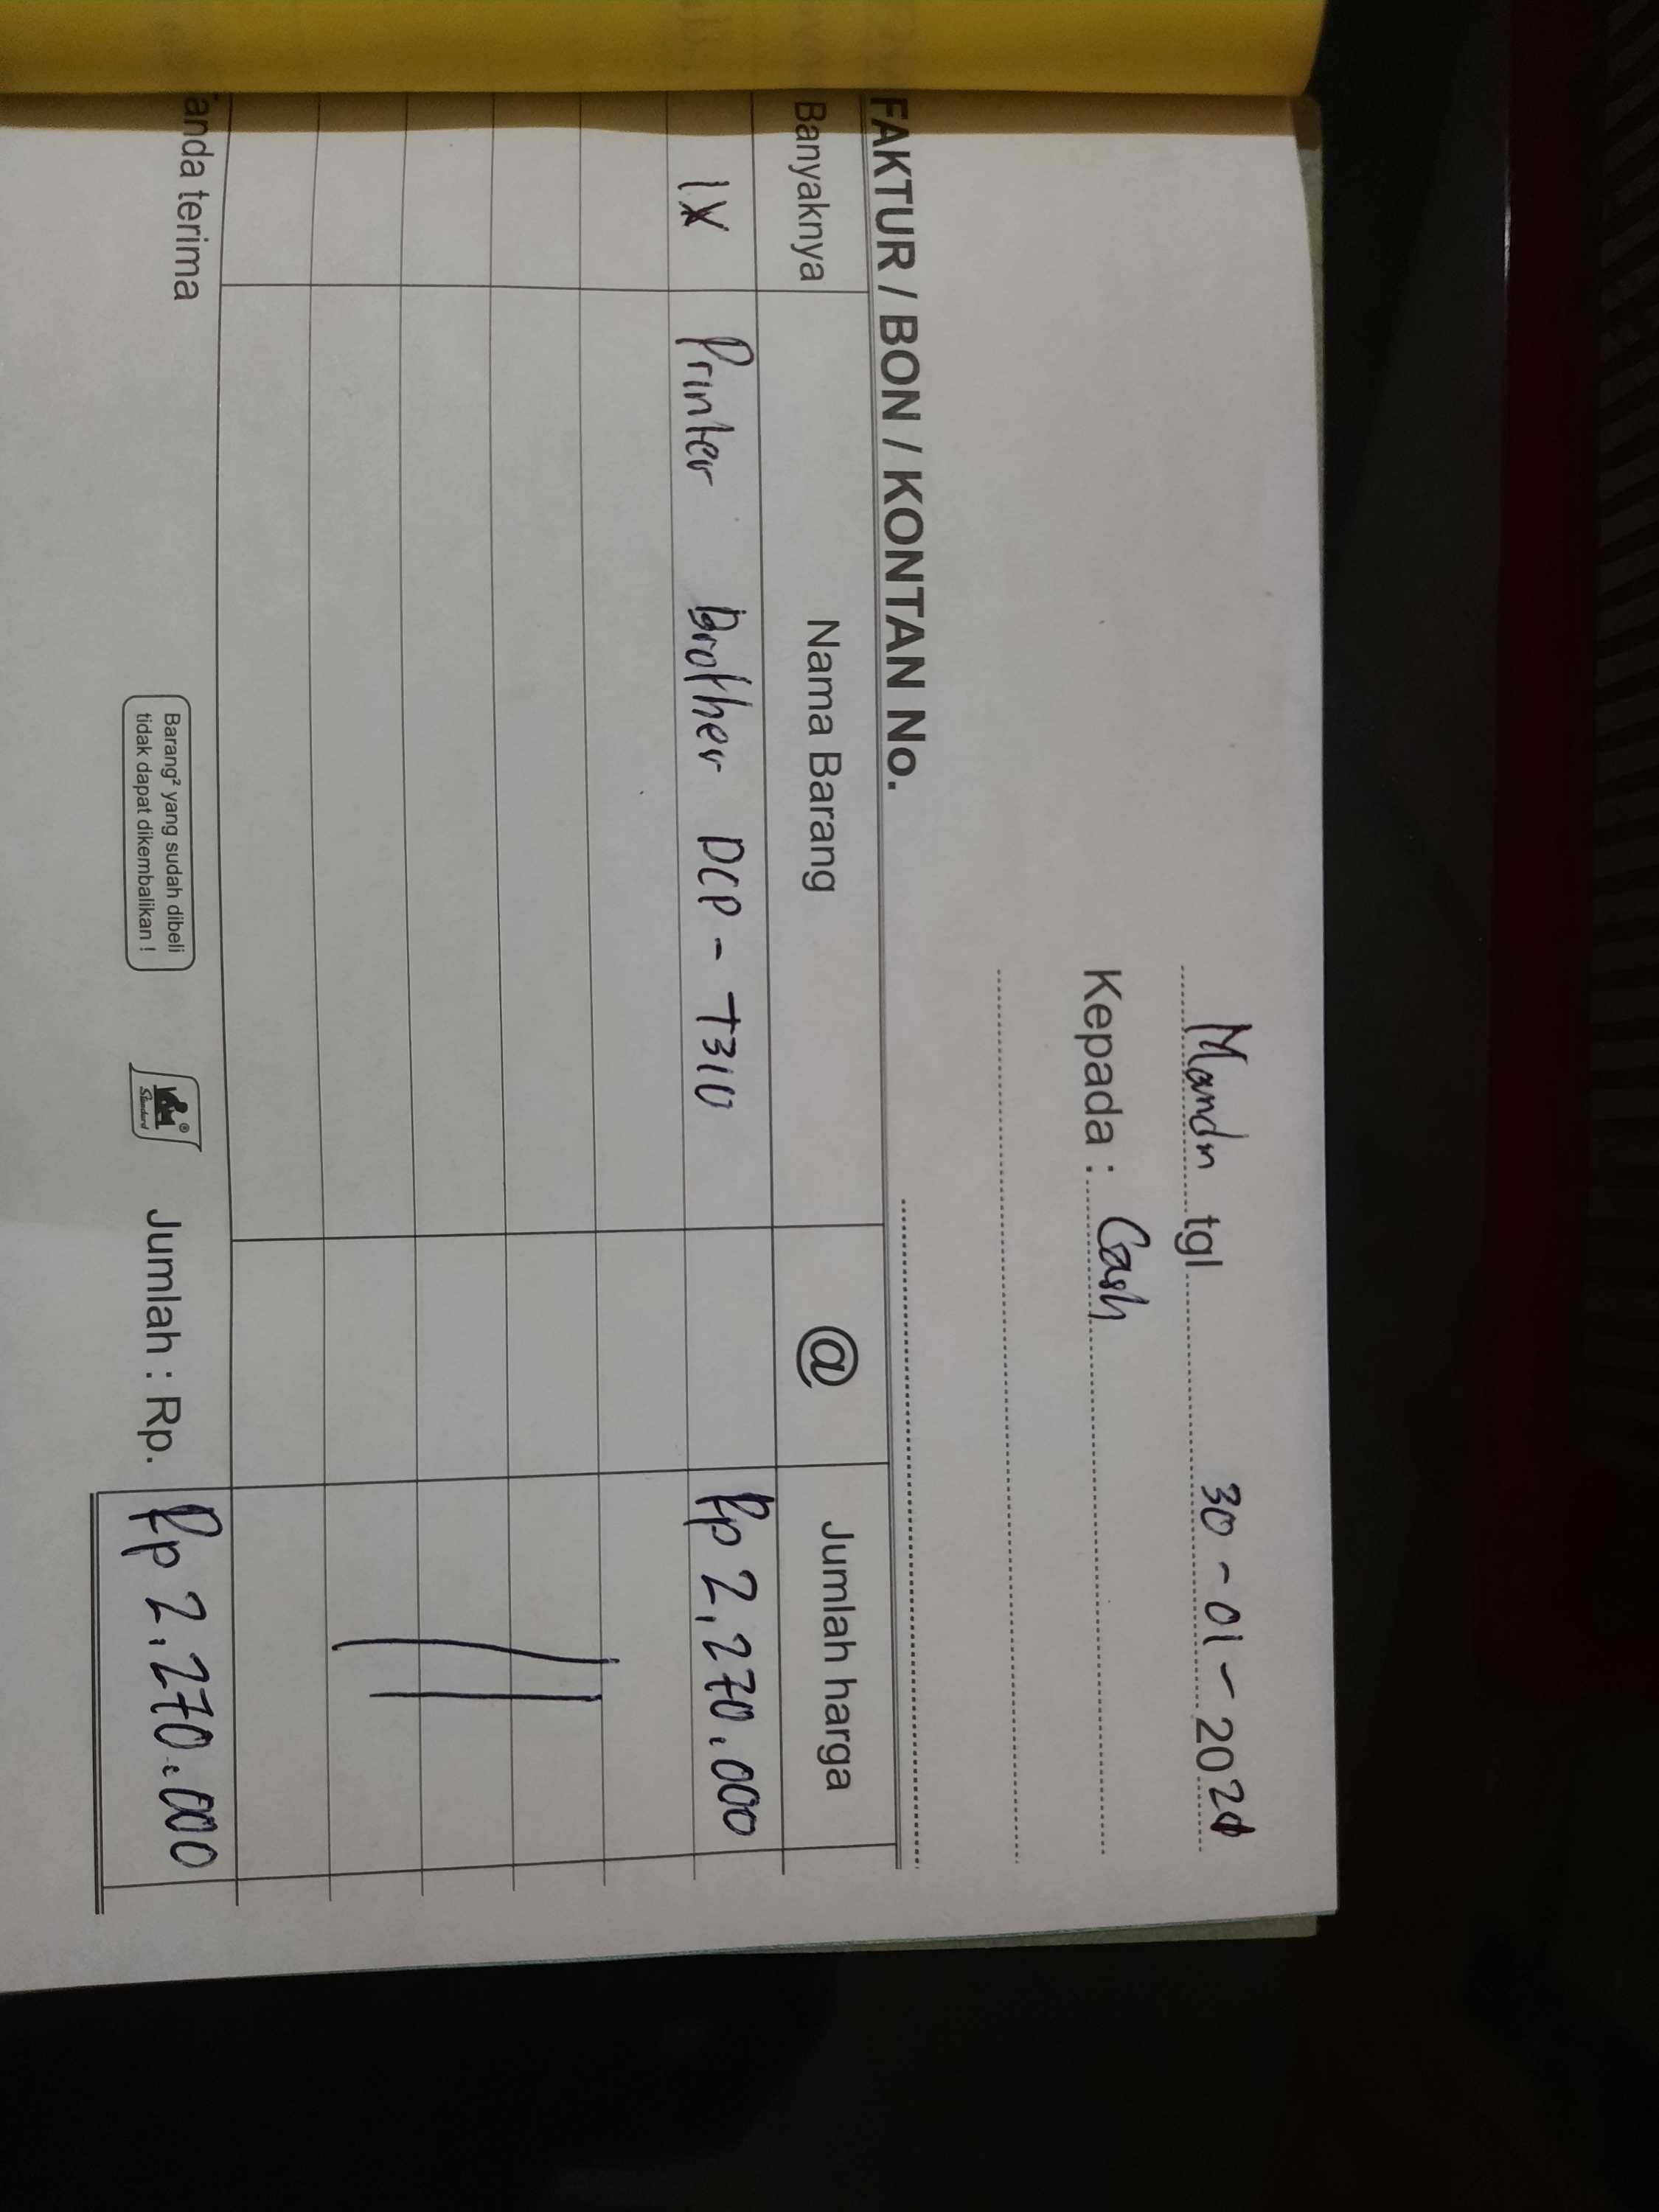 tgl 30-01-202
Kepada : Cash
FAKTUR / BON / KONTAN No.
Banyaknya Nama Barang @ Jumlah harga
1X Printer Brother DCP - T310 Rp 2.270.000
anda terima
Barang² yang sudah dibeli
tidak dapat dikembalikan !
Standard
Jumlah : Rp. Rp 2.270.000